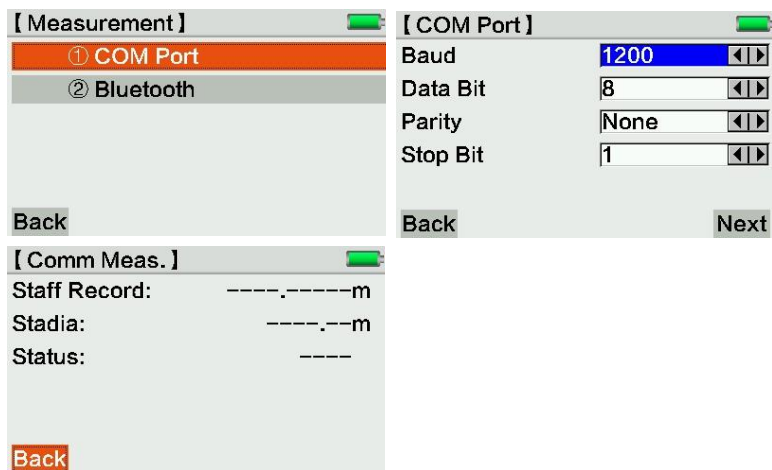 【Measurement】
① COM Port
② Bluetooth
Back
【COM Port】
Baud 1200
Data Bit 8
Parity None
Stop Bit 1
Back Next
【Comm Meas.】
Staff Record: ----.-----m
Stadia: ----.--m
Status: ----
Back